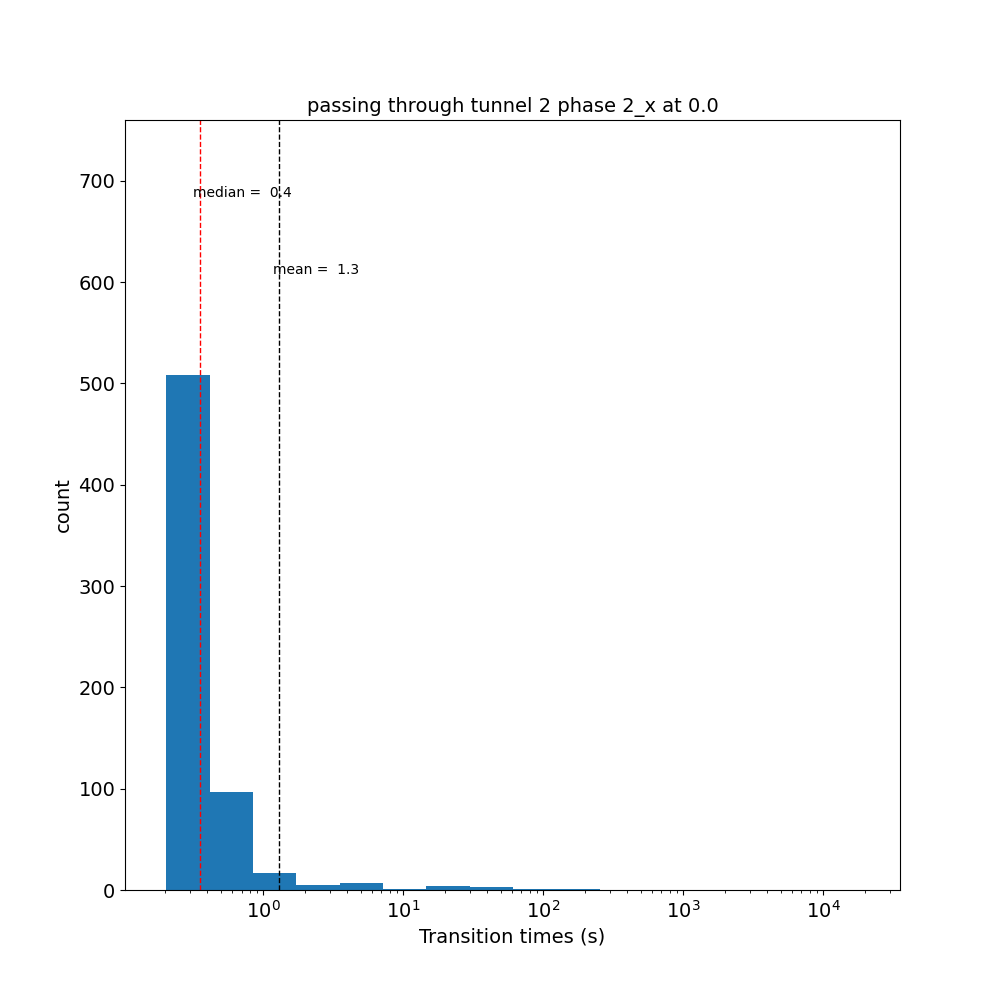 passing through tunnel 2 phase 2_x at 0.0
700
median =  0.4
mean =  1.3
600
500
400
count
300
200
100
0
10⁰ 10¹ 10² 10³ 10⁴
Transition times (s)